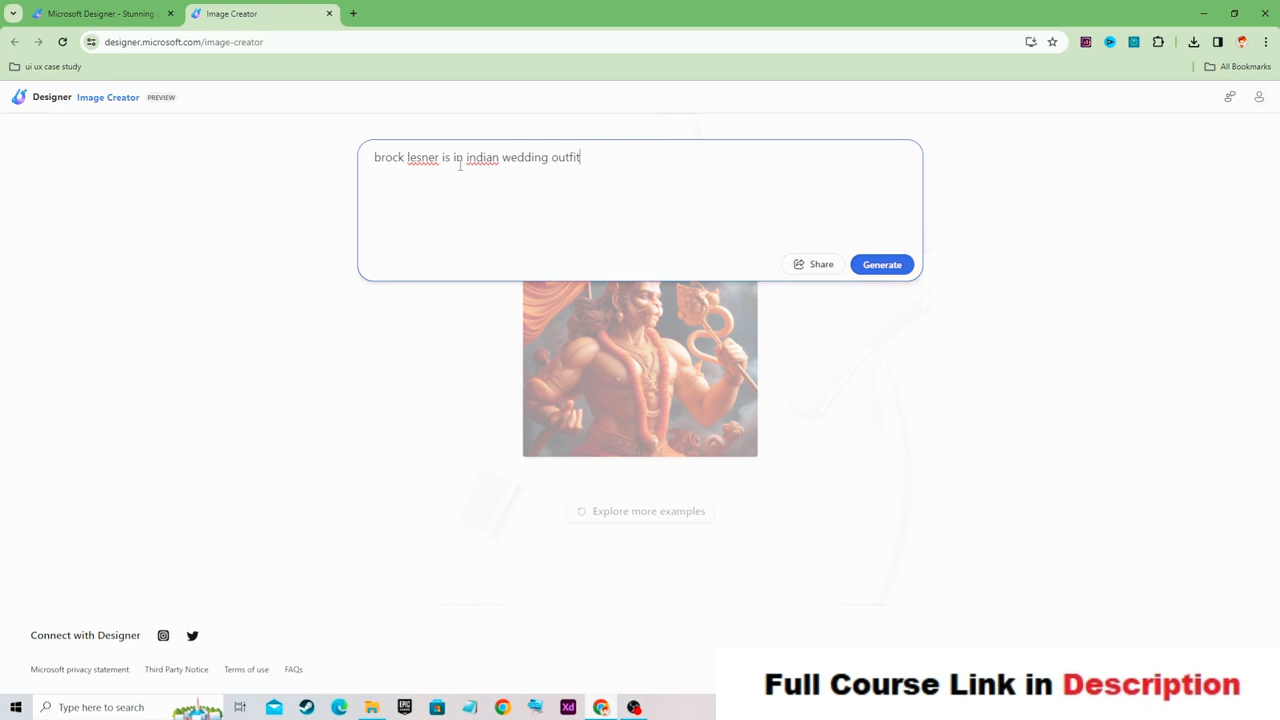 Microsoft Designer - Stunning
Image Creator
designer.microsoft.com/image-creator
ui ux case study
All Bookmarks
Designer Image Creator PREVIEW
brock lesner is in indian wedding outfit
Share
Generate
Explore more examples
Connect with Designer
Microsoft privacy statement
Third Party Notice
Terms of use
FAQs
Full Course Link in Description
Type here to search
EPIC
Xd